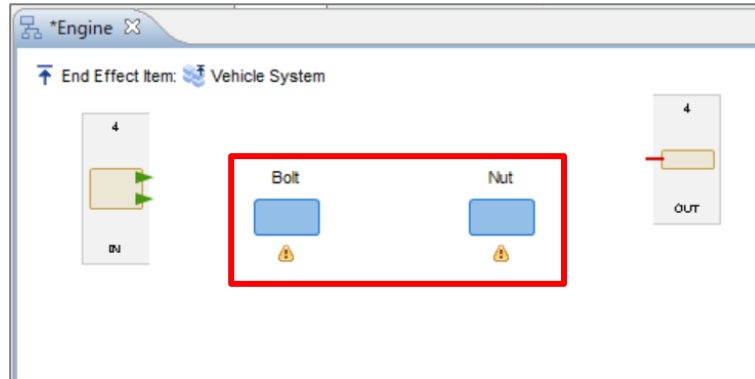 *Engine
End Effect Item: Vehicle System
4
4
Bolt
Nut
OUT
IN